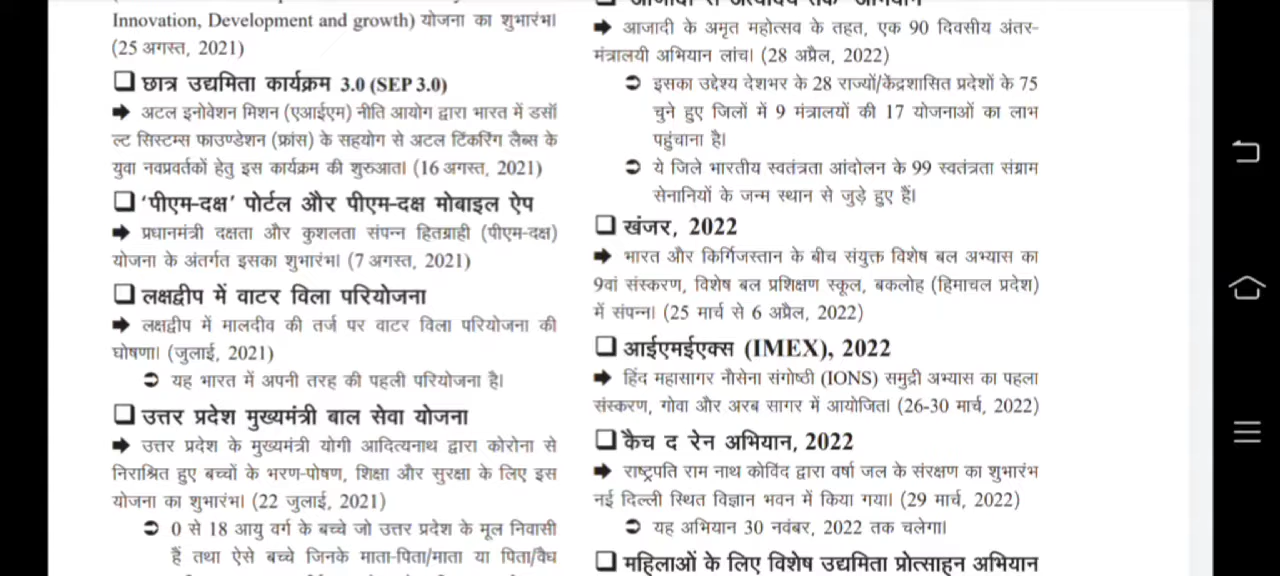 Innovation, Development and growth) योजना का शुभारंभ।
(25 अगस्त, 2021)
❑ छात्र उद्यमिता कार्यक्रम 3.0 (SEP 3.0)
➡ अटल इनोवेशन मिशन (एआईएम) नीति आयोग द्वारा भारत में डसॉ
ल्ट सिस्टम्स फाउण्डेशन (फ्रांस) के सहयोग से अटल टिंकरिंग लैब्स के
युवा नवप्रवर्तकों हेतु इस कार्यक्रम की शुरुआत। (16 अगस्त, 2021)
❑ 'पीएम-दक्ष' पोर्टल और पीएम-दक्ष मोबाइल ऐप
➡ प्रधानमंत्री दक्षता और कुशलता संपन्न हितग्राही (पीएम-दक्ष)
योजना के अंतर्गत इसका शुभारंभ। (7 अगस्त, 2021)
❑ लक्षद्वीप में वाटर विला परियोजना
➡ लक्षद्वीप में मालदीव की तर्ज पर वाटर विला परियोजना की
घोषणा। (जुलाई, 2021)
➲ यह भारत में अपनी तरह की पहली परियोजना है।
❑ उत्तर प्रदेश मुख्यमंत्री बाल सेवा योजना
➡ उत्तर प्रदेश के मुख्यमंत्री योगी आदित्यनाथ द्वारा कोरोना से
निराश्रित हुए बच्चों के भरण-पोषण, शिक्षा और सुरक्षा के लिए इस
योजना का शुभारंभ। (22 जुलाई, 2021)
➲ 0 से 18 आयु वर्ग के बच्चे जो उत्तर प्रदेश के मूल निवासी
हैं तथा ऐसे बच्चे जिनके माता-पिता/माता या पिता/वैध
➡ आजादी के अमृत महोत्सव के तहत, एक 90 दिवसीय अंतर-
मंत्रालयी अभियान लांच। (28 अप्रैल, 2022)
➲ इसका उद्देश्य देशभर के 28 राज्यों/केंद्रशासित प्रदेशों के 75
चुने हुए जिलों में 9 मंत्रालयों की 17 योजनाओं का लाभ
पहुंचाना है।
➲ ये जिले भारतीय स्वतंत्रता आंदोलन के 99 स्वतंत्रता संग्राम
सेनानियों के जन्म स्थान से जुड़े हुए हैं।
❑ खंजर, 2022
➡ भारत और किर्गिजस्तान के बीच संयुक्त विशेष बल अभ्यास का
9वां संस्करण, विशेष बल प्रशिक्षण स्कूल, बकलोह (हिमाचल प्रदेश)
में संपन्न। (25 मार्च से 6 अप्रैल, 2022)
❑ आईएमईएक्स (IMEX), 2022
➡ हिंद महासागर नौसेना संगोष्ठी (IONS) समुद्री अभ्यास का पहला
संस्करण, गोवा और अरब सागर में आयोजित। (26-30 मार्च, 2022)
❑ कैच द रेन अभियान, 2022
➡ राष्ट्रपति राम नाथ कोविंद द्वारा वर्षा जल के संरक्षण का शुभारंभ
नई दिल्ली स्थित विज्ञान भवन में किया गया। (29 मार्च, 2022)
➲ यह अभियान 30 नवंबर, 2022 तक चलेगा।
❑ महिलाओं के लिए विशेष उद्यमिता प्रोत्साहन अभियान